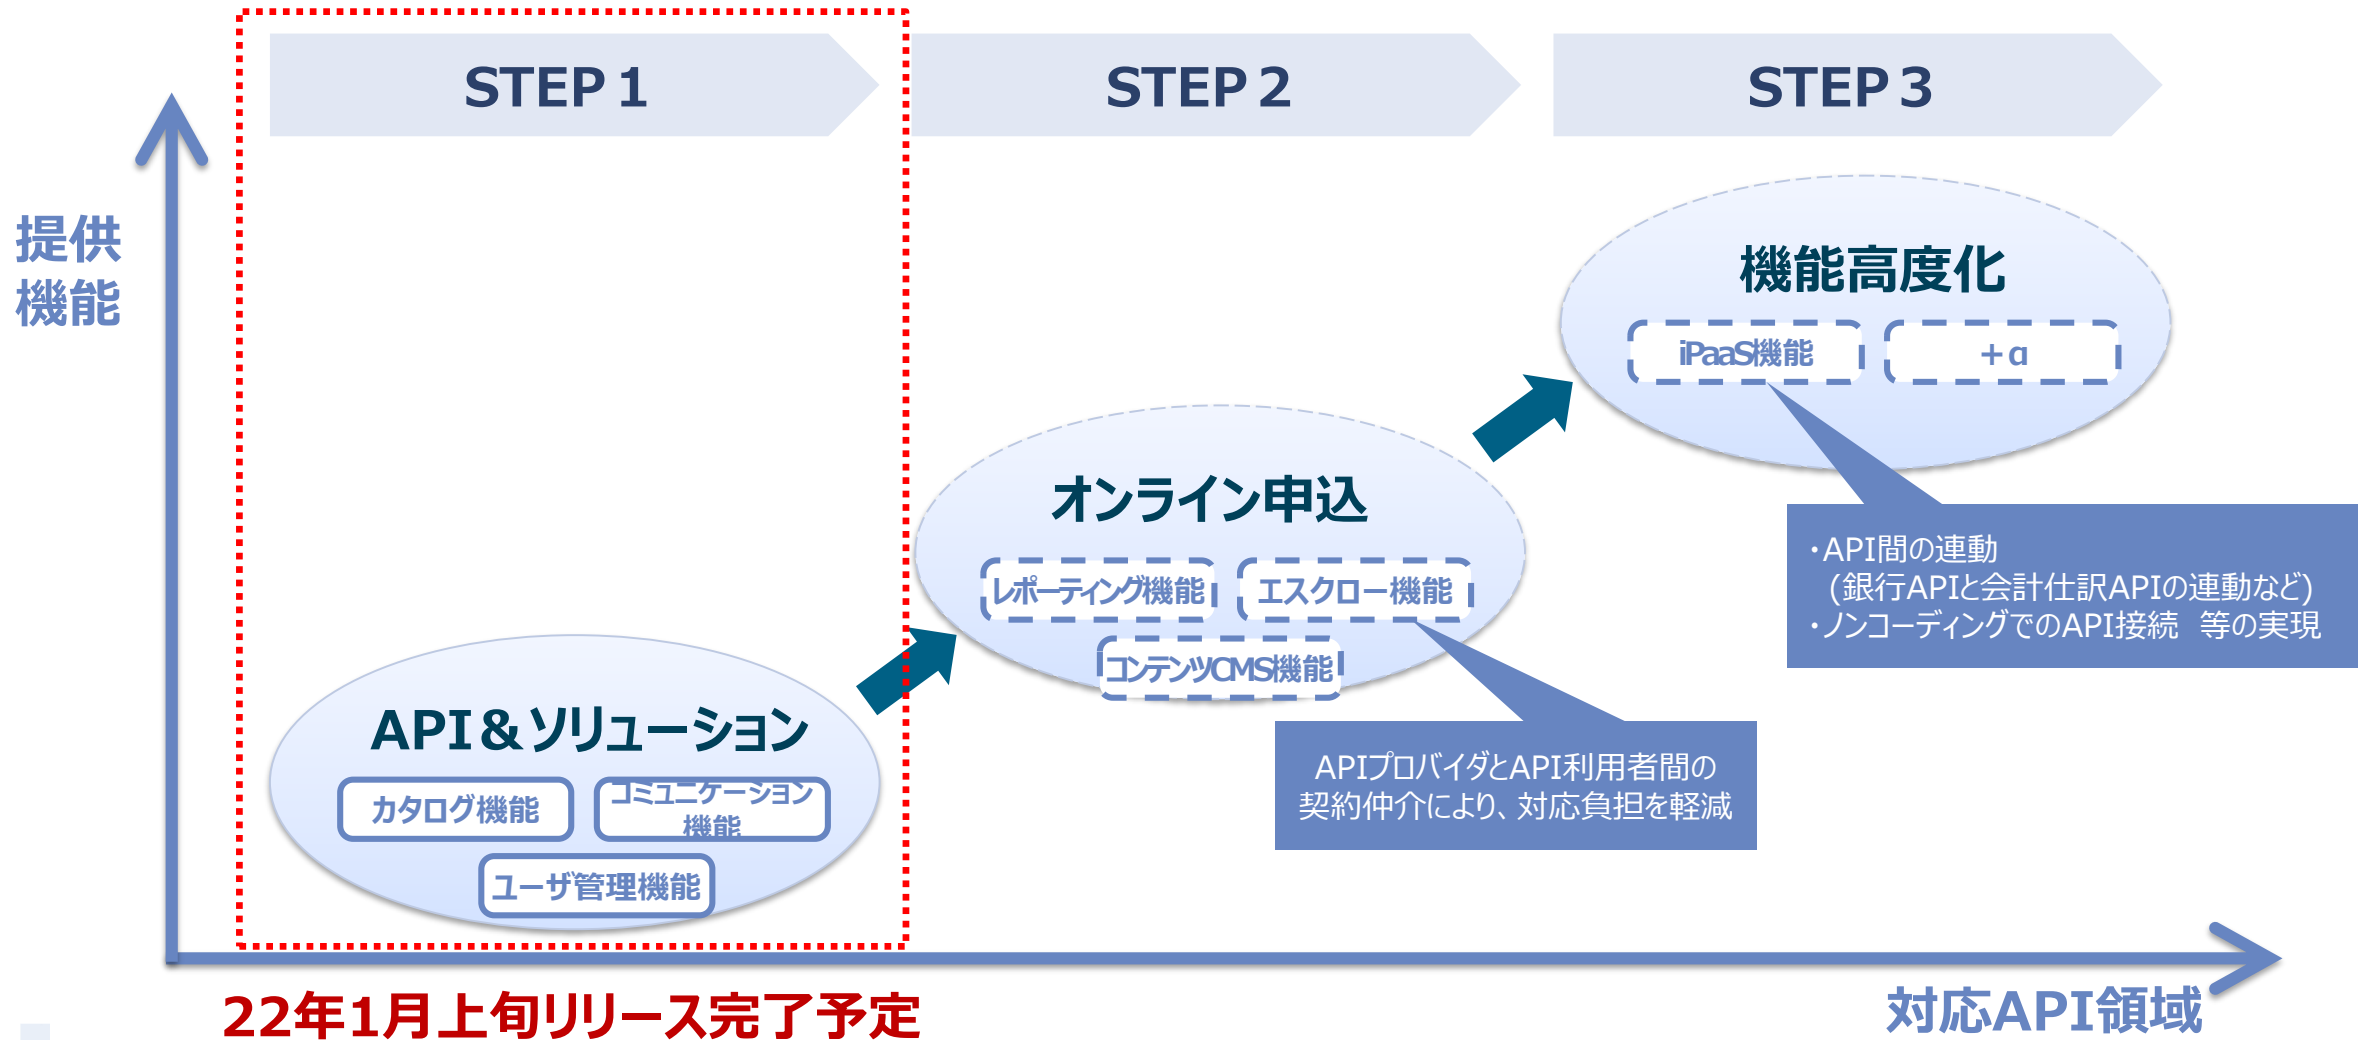 STEP１
STEP２
STEP３
提供
機能
機能高度化
iPaaS機能
＋α
・API間の連動
(銀行APIと会計仕訳APIの連動など)
・ノンコーディングでのAPI接続　等の実現
オンライン申込
レポーティング機能
エスクロー機能
コンテンツCMS機能
APIプロバイダとAPI利用者間の
契約仲介により、対応負担を軽減
API＆ソリューション
カタログ機能
コミュニケーション
機能
ユーザ管理機能
22年1月上旬リリース完了予定
対応API領域